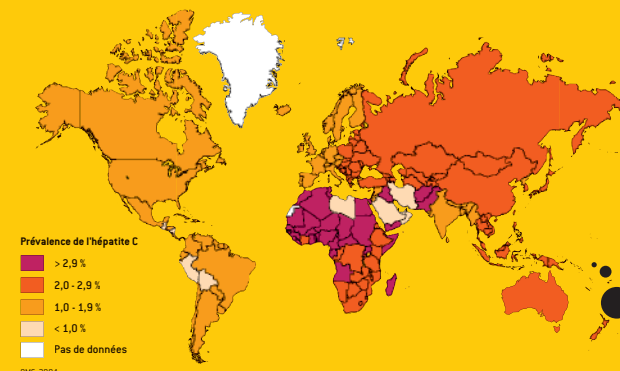 Prévalence de l'hépatite C
> 2,9 %
2,0 - 2,9 %
1,0 - 1,9 %
< 1,0 %
Pas de données